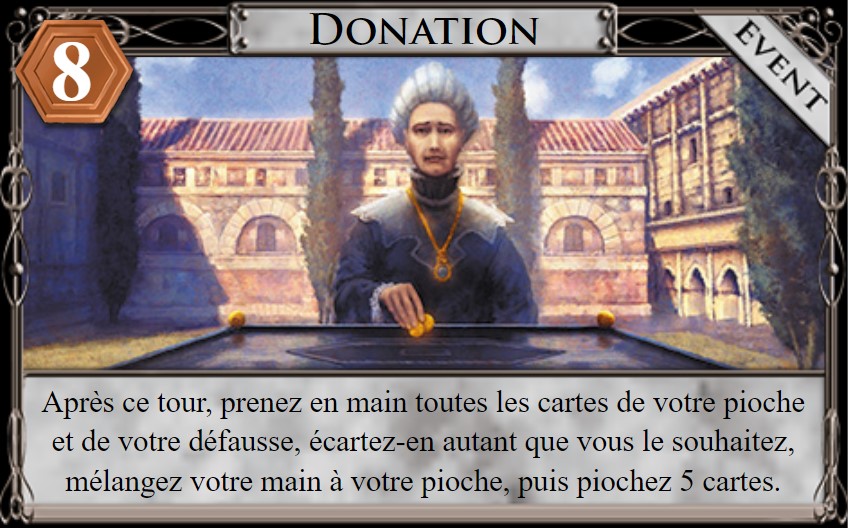 DONATION
8
EVENT
Après ce tour, prenez en main toutes les cartes de votre pioche
et de votre défausse, écartez-en autant que vous le souhaitez,
mélangez votre main à votre pioche, puis piochez 5 cartes.